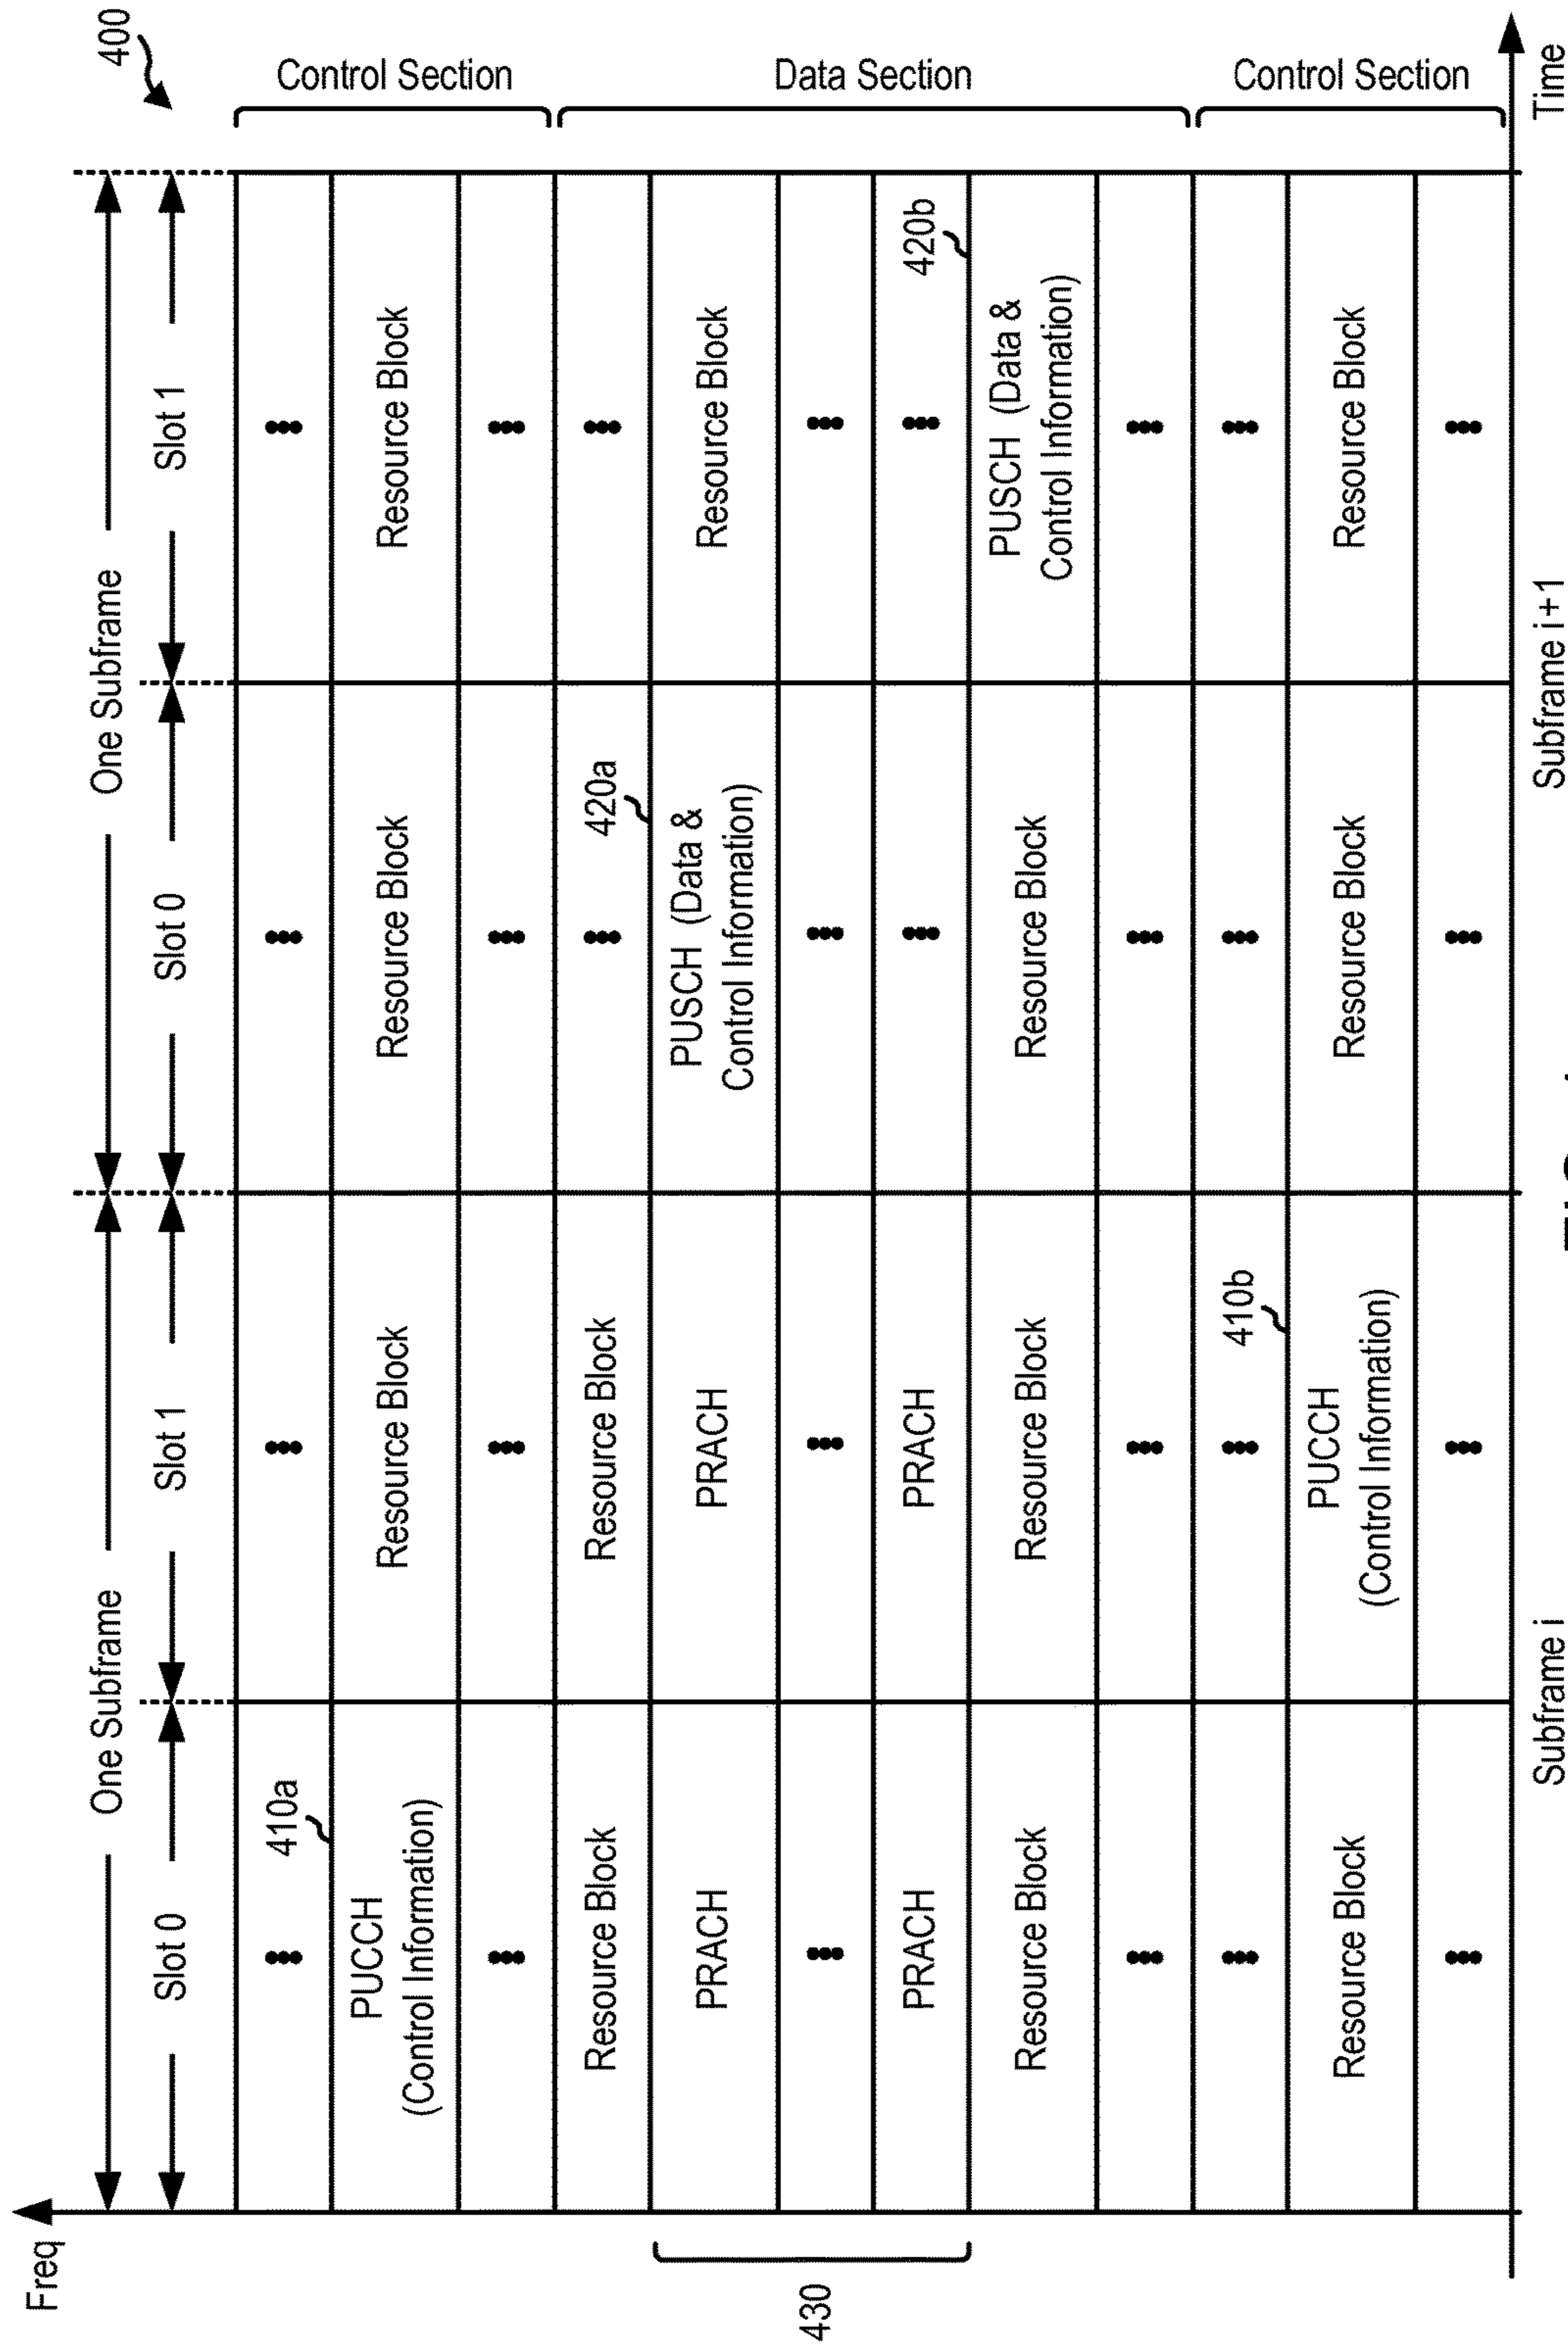 400
Freq
One Subframe
One Subframe
Slot 0
Slot 1
Slot 0
Slot 1
410a
Control Section
PUCCH
(Control Information)
Resource Block
Resource Block
Resource Block
Resource Block
Resource Block
420a
430
PRACH
PRACH
PUSCH (Data &
Control Information)
Resource Block
Data Section
PRACH
PRACH
420b
Resource Block
Resource Block
Resource Block
PUSCH (Data &
Control Information)
410b
Control Section
Resource Block
PUCCH
(Control Information)
Resource Block
Resource Block
Subframe i
Subframe i+1
Time